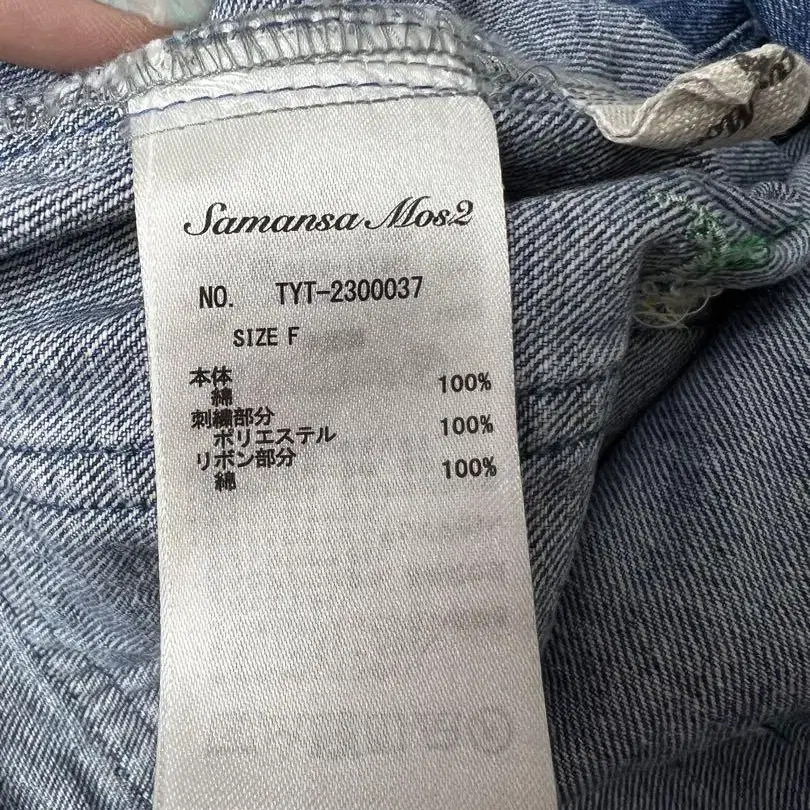 Samansa Mos2
NO. TYT-2300037
SIZE F
本体
綿 100%
刺繍部分
ポリエステル 100%
リボン部分
綿 100%